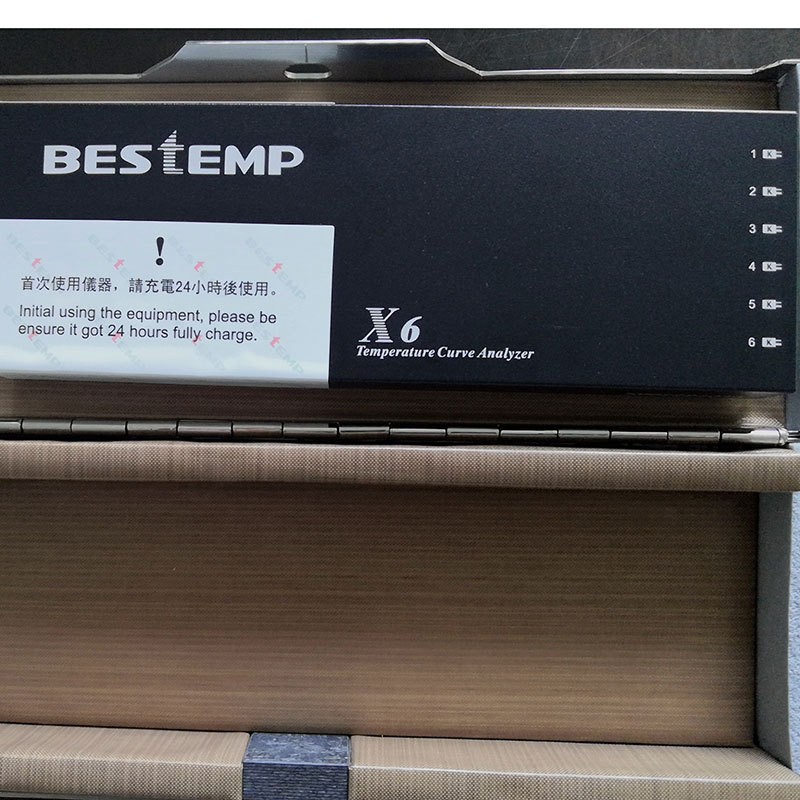 BESTEMP
!
首次使用儀器，請充電24小時後使用。
Initial using the equipment, please be
ensure it got 24 hours fully charge.
X6
Temperature Curve Analyzer
1 K
2 K
3 K
4 K
5 K
6 K